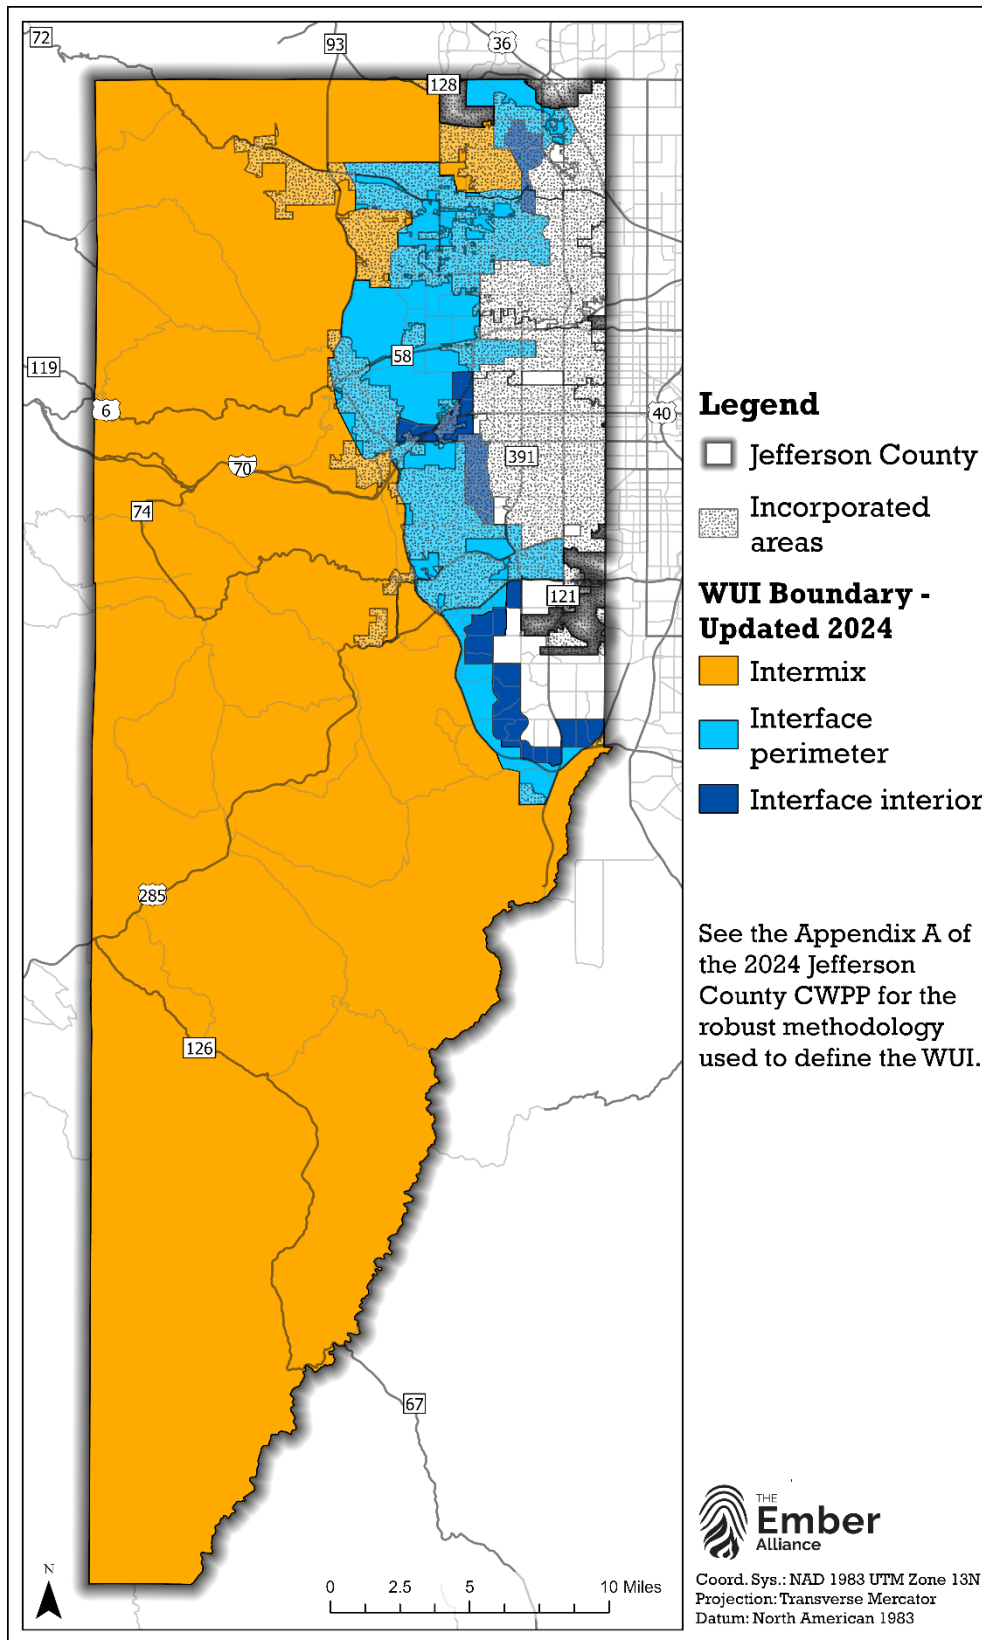 72
93
36
128
58
119
6
40
391
70
74
121
285
126
67
Legend
Jefferson County
Incorporated
areas
WUI Boundary -
Updated 2024
Intermix
Interface
perimeter
Interface interior
See the Appendix A of
the 2024 Jefferson
County CWPP for the
robust methodology
used to define the WUI.
THE
Ember
Alliance
N
0 2.5 5 10 Miles
Coord. Sys.: NAD 1983 UTM Zone 13N
Projection: Transverse Mercator
Datum: North American 1983